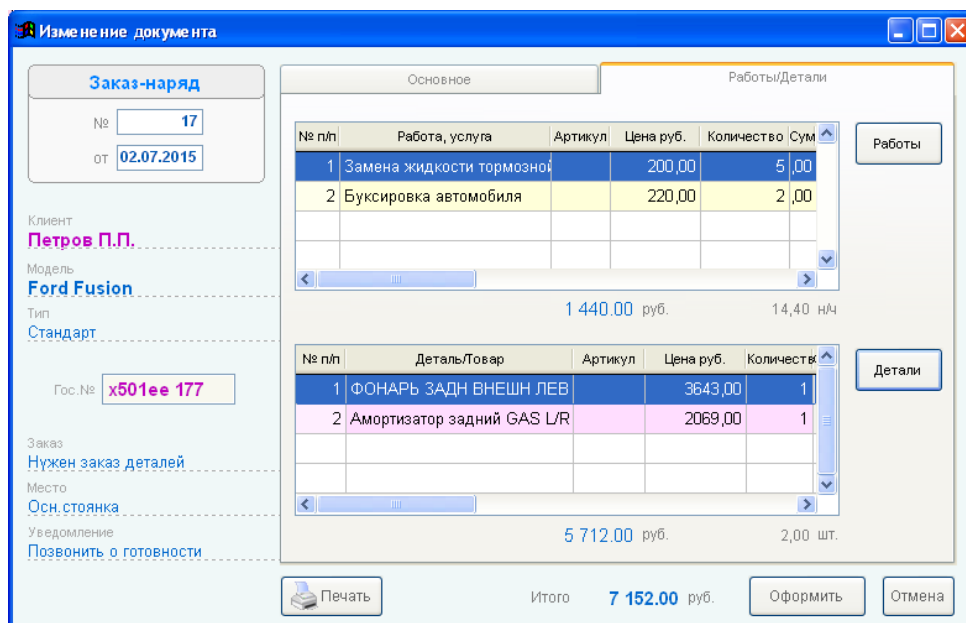 Изменение документа
Заказ-наряд
№ 17
от 02.07.2015
Клиент
Петров П.П.
Модель
Ford Fusion
Тип
Стандарт
Гос.№ х501ее 177
Заказ
Нужен заказ деталей
Место
Осн.стоянка
Уведомление
Позвонить о готовности
Основное Работы/Детали
№ п/п Работа, услуга Артикул Цена руб. Количество Сум
1 Замена жидкости тормозной 200,00 5 ,00
2 Буксировка автомобиля 220,00 2 ,00
1 440.00 руб. 14,40 н/ч
Работы
№ п/п Деталь/Товар Артикул Цена руб. Количеств
1 ФОНАРЬ ЗАДН ВНЕШН ЛЕВ 3643,00 1
2 Амортизатор задний GAS L/R 2069,00 1
5 712.00 руб. 2,00 шт.
Детали
Печать Итого 7 152.00 руб. Оформить Отмена